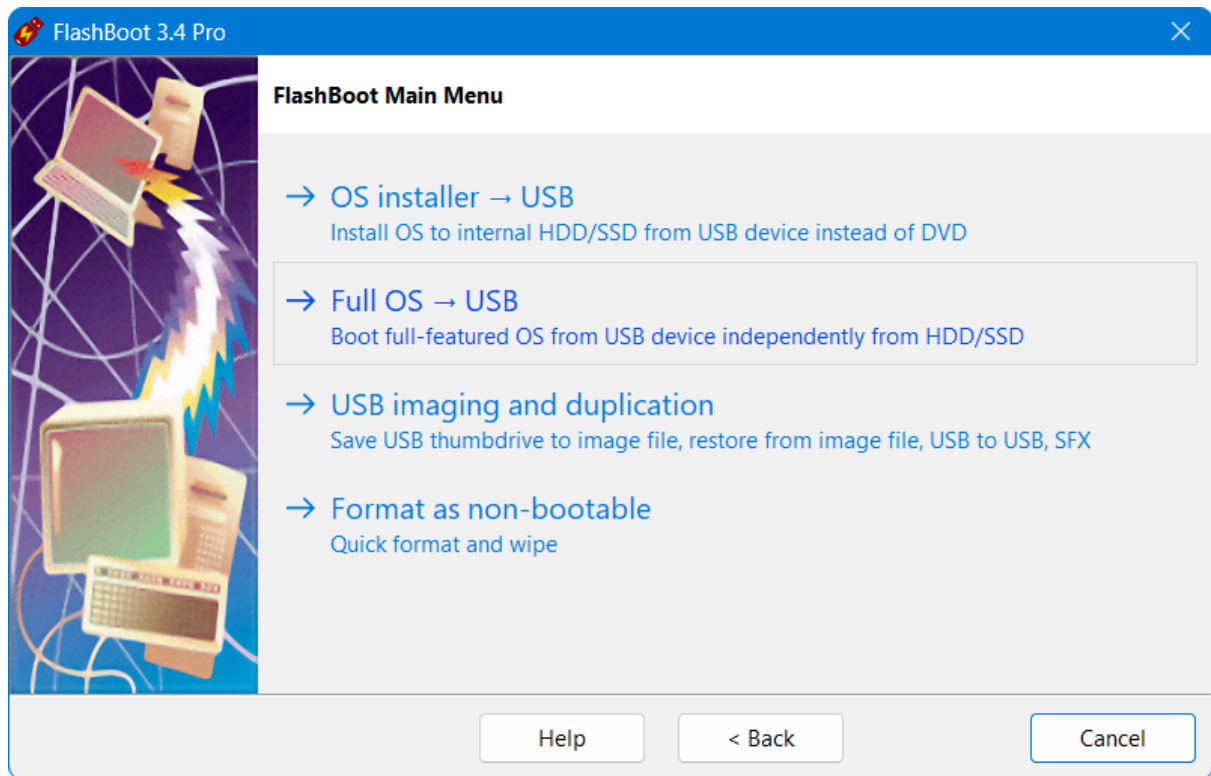 FlashBoot 3.4 Pro
FlashBoot Main Menu
→ OS installer → USB
Install OS to internal HDD/SSD from USB device instead of DVD
→ Full OS → USB
Boot full-featured OS from USB device independently from HDD/SSD
→ USB imaging and duplication
Save USB thumbdrive to image file, restore from image file, USB to USB, SFX
→ Format as non-bootable
Quick format and wipe
Help
< Back
Cancel